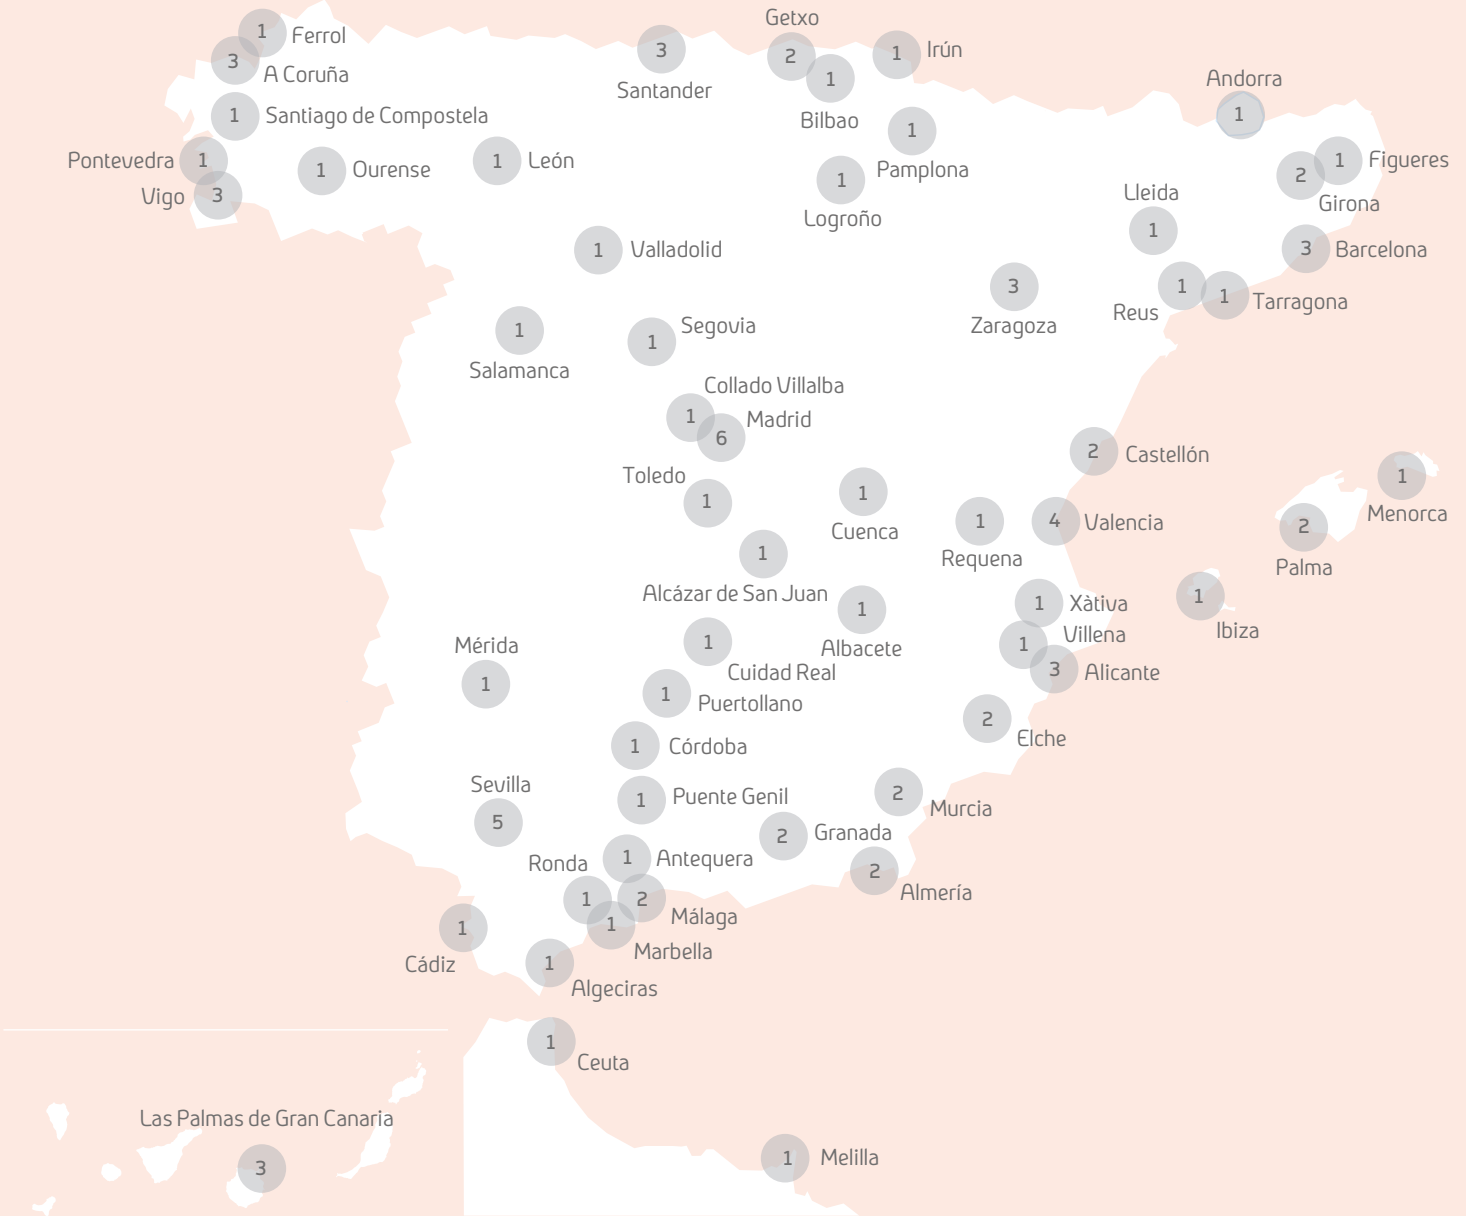 1 Ferrol
3 A Coruña
1 Santiago de Compostela
Pontevedra 1
Vigo 3
1 Ourense
1 León
3
Santander
Getxo
2
1
Bilbao
1 Irún
1
Pamplona
1
Logroño
Andorra
1
1 Figueres
2
Girona
Lleida
1
3 Barcelona
1
Reus
1 Tarragona
3
Zaragoza
1 Valladolid
1
Salamanca
1 Segovia
Collado Villalba
1
6 Madrid
Toledo
1
1
Cuenca
1
Requena
2 Castellón
4 Valencia
1
Menorca
2
Palma
1
Ibiza
1
Alcázar de San Juan
1
Albacete
1 Xàtiva
1 Villena
3 Alicante
Mérida
1
1
Cuidad Real
1 Puertollano
2
Elche
1 Córdoba
Sevilla
5
1 Puente Genil
2 Granada
2
Murcia
2
Almería
Ronda
1
1 Antequera
2
Málaga
1
Marbella
1
Cádiz
1
Algeciras
1
Ceuta
Las Palmas de Gran Canaria
3
1 Melilla